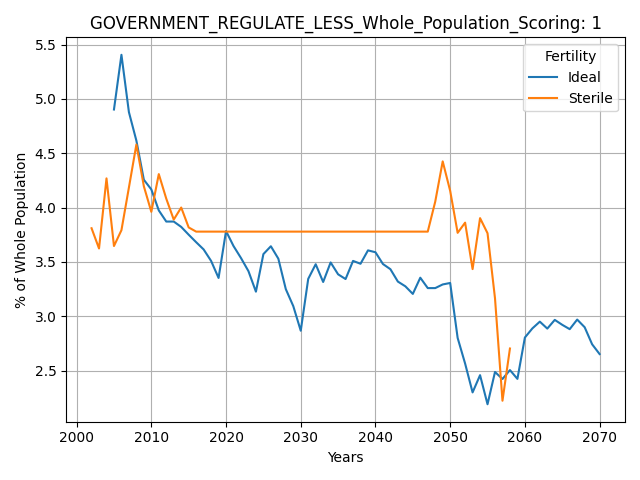 GOVERNMENT_REGULATE_LESS_Whole_Population_Scoring: 1
Fertility
Ideal
Sterile
% of Whole Population
5.5
5.0
4.5
4.0
3.5
3.0
2.5
2000 2010 2020 2030 2040 2050 2060 2070
Years